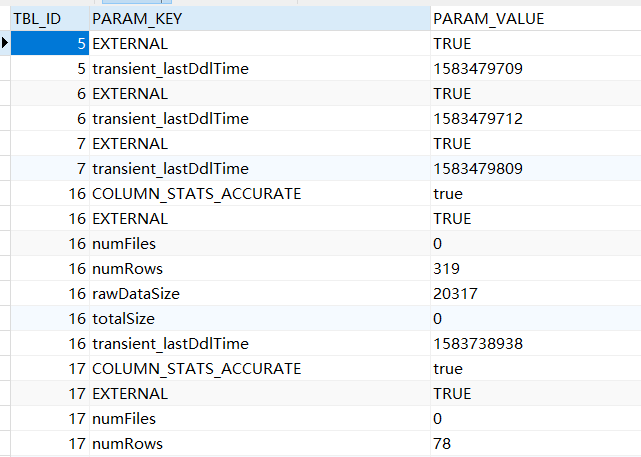 TBL_ID PARAM_KEY PARAM_VALUE
5 EXTERNAL TRUE
5 transient_lastDdlTime 1583479709
6 EXTERNAL TRUE
6 transient_lastDdlTime 1583479712
7 EXTERNAL TRUE
7 transient_lastDdlTime 1583479809
16 COLUMN_STATS_ACCURATE true
16 EXTERNAL TRUE
16 numFiles 0
16 numRows 319
16 rawDataSize 20317
16 totalSize 0
16 transient_lastDdlTime 1583738938
17 COLUMN_STATS_ACCURATE true
17 EXTERNAL TRUE
17 numFiles 0
17 numRows 78